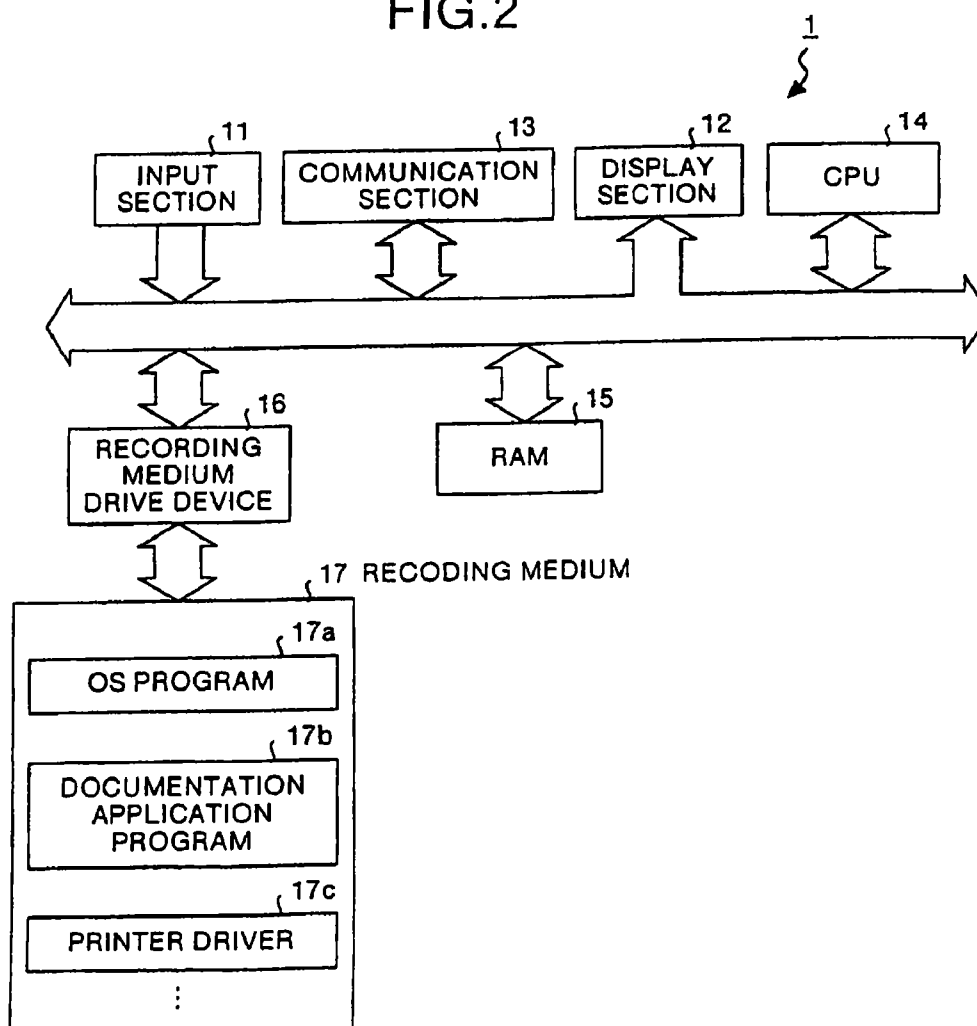 FIG.2
1
11
13
12
14
INPUT
SECTION
COMMUNICATION
SECTION
DISPLAY
SECTION
CPU
16
15
RECORDING
MEDIUM
DRIVE DEVICE
RAM
17 RECODING MEDIUM
17a
OS PROGRAM
17b
DOCUMENTATION
APPLICATION
PROGRAM
17c
PRINTER DRIVER
⋮